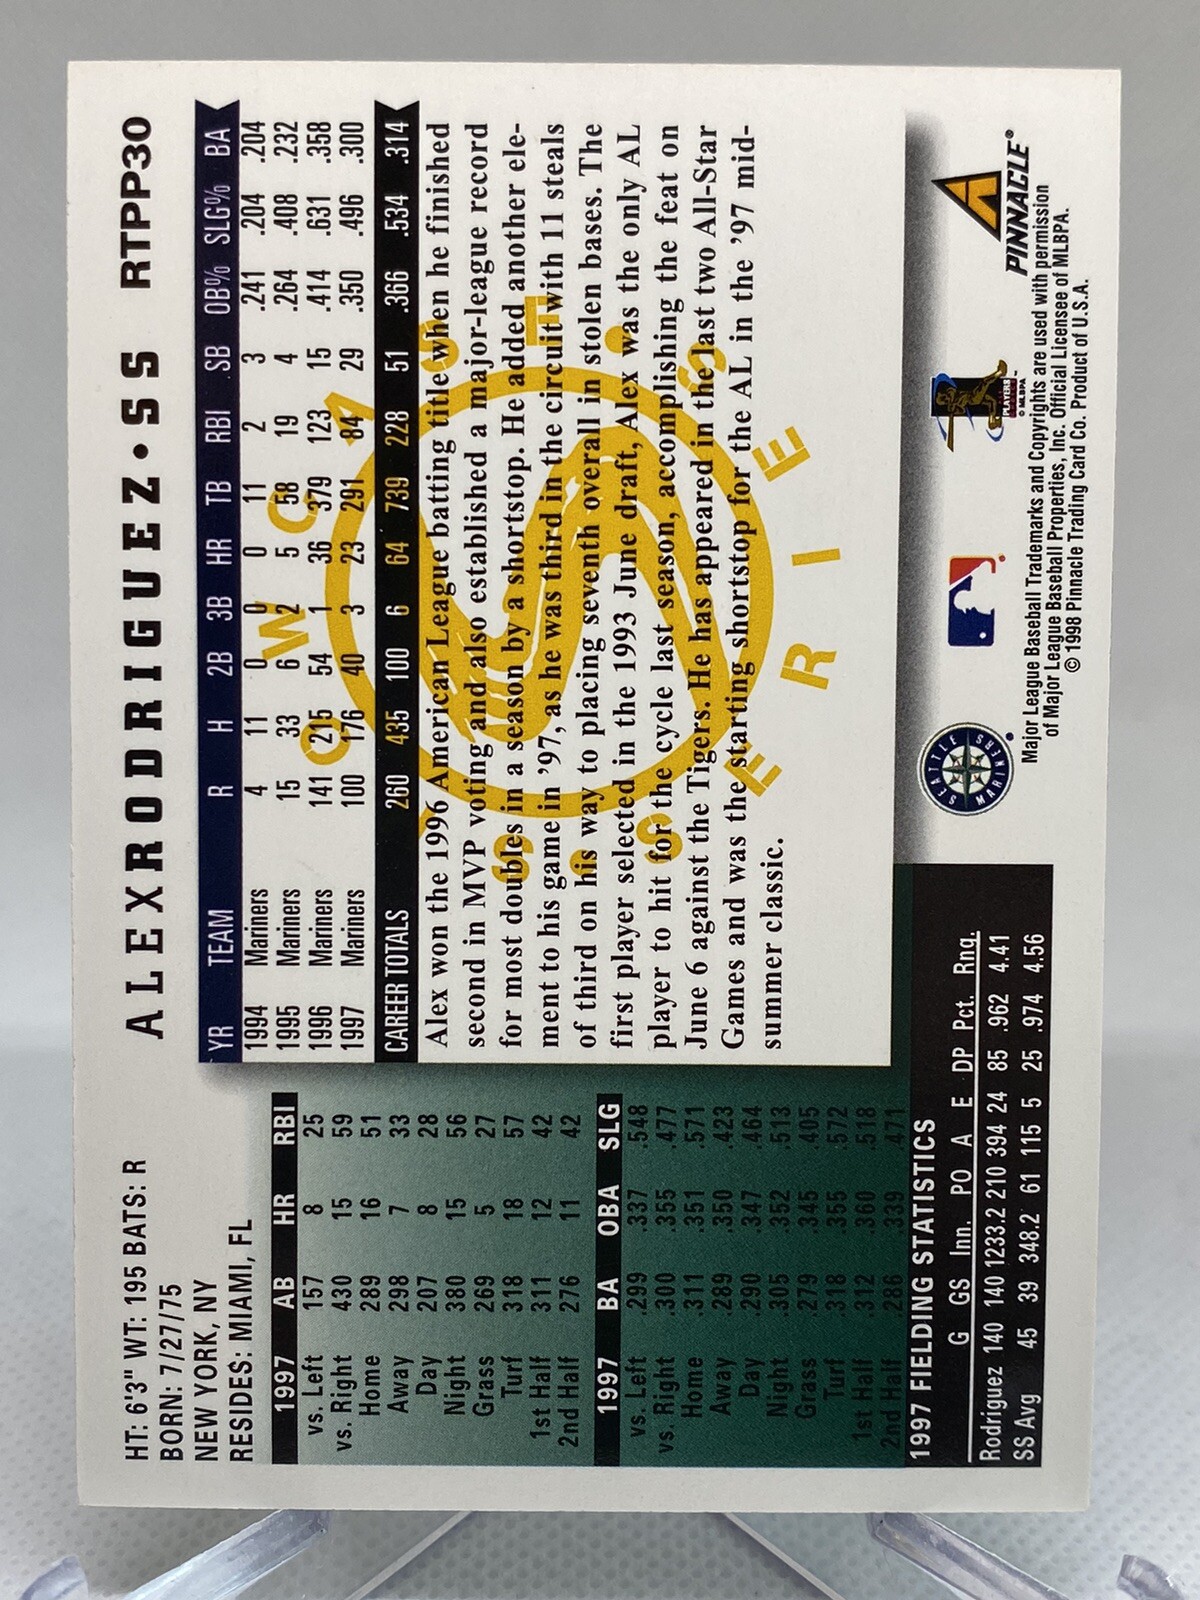 ALEX RODRIGUEZ • SS RTPP30
HT: 6'3" WT: 195 BATS: R
BORN: 7/27/75
NEW YORK, NY
RESIDES: MIAMI, FL
1997 AB HR RBI
vs. Left 157 8 25
vs. Right 430 15 59
Home 289 16 51
Away 298 7 33
Day 207 8 28
Night 380 15 56
Grass 269 5 27
Turf 318 18 57
1st Half 311 12 42
2nd Half 276 11 42
1997 BA OBA SLG
vs. Left .299 .337 .548
vs. Right .300 .355 .477
Home .311 .351 .571
Away .289 .350 .423
Day .290 .347 .464
Night .305 .352 .513
Grass .279 .345 .405
Turf .318 .355 .572
1st Half .312 .360 .518
2nd Half .286 .339 .471
YR TEAM R H 2B 3B HR TB RBI SB OB% SLG% BA
1994 Mariners 4 11 0 0 0 11 2 3 .241 .204 .204
1995 Mariners 15 33 6 2 5 58 19 4 .264 .408 .232
1996 Mariners 141 215 54 1 36 379 123 15 .414 .631 .358
1997 Mariners 100 176 40 3 23 291 84 29 .350 .496 .300
CAREER TOTALS 260 435 100 6 64 739 228 51 .366 .534 .314
Alex won the 1996 American League batting title when he finished
second in MVP voting and also established a major-league record
for most doubles in a season by a shortstop. He added another ele-
ment to his game in '97, as he was third in the circuit with 11 steals
of third on his way to placing seventh overall in stolen bases. The
first player selected in the 1993 June draft, Alex was the only AL
player to hit for the cycle last season, accomplishing the feat on
June 6 against the Tigers. He has appeared in the last two All-Star
Games and was the starting shortstop for the AL in the '97 mid-
summer classic.
SCOREBOARD
1997 FIELDING STATISTICS
G GS Inn. PO A E DP Pct. Rng.
Rodriguez 140 140 1233.2 210 394 24 85 .962 4.41
SS Avg 45 39 348.2 61 115 5 25 .974 4.56
SEATTLE MARINERS
PLAYERS
© MLBPA
PINNACLE®
Major League Baseball Trademarks and Copyrights are used with permission
of Major League Baseball Properties, Inc. Official Licensee of MLBPA.
© 1998 Pinnacle Trading Card Co. Product of U.S.A.